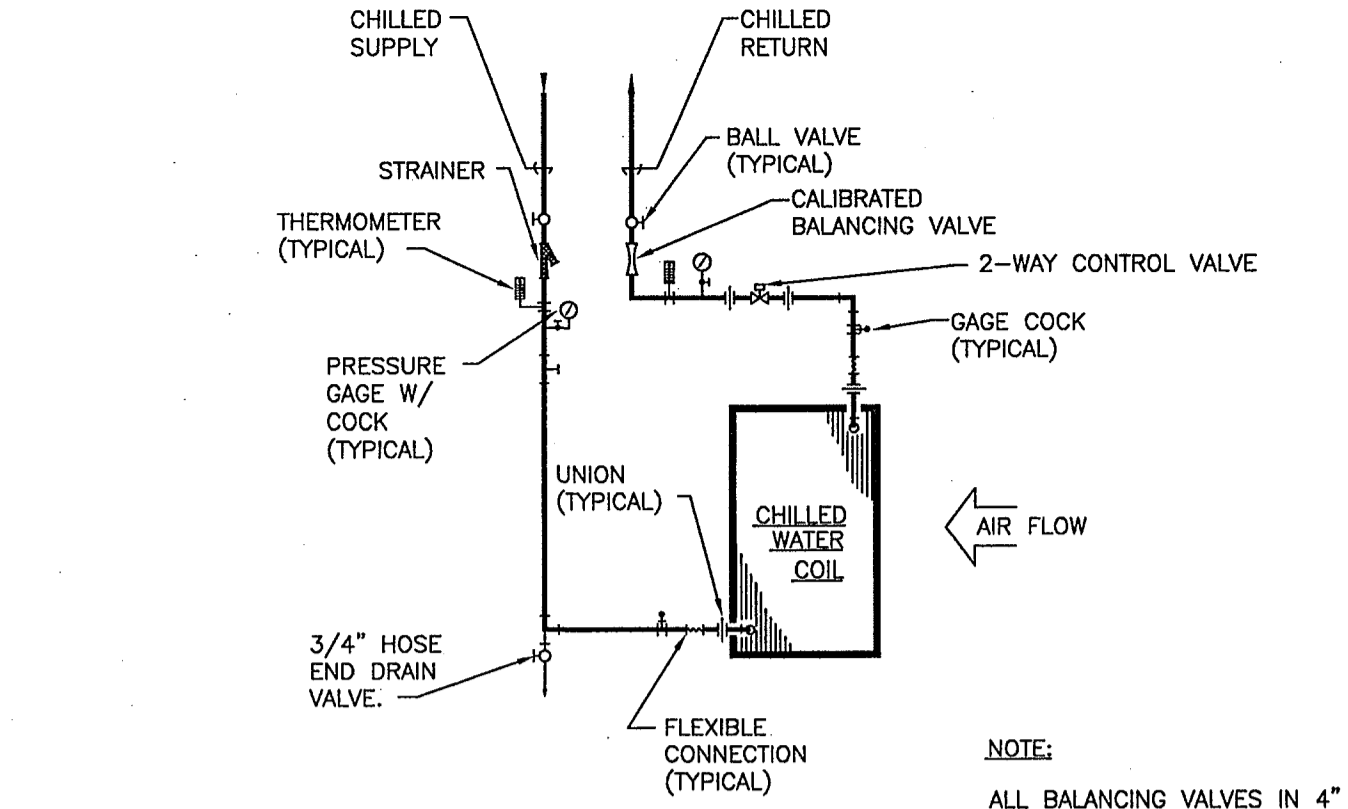 CHILLED
SUPPLY
CHILLED
RETURN
BALL VALVE
(TYPICAL)
STRAINER
CALIBRATED
BALANCING VALVE
THERMOMETER
(TYPICAL)
2-WAY CONTROL VALVE
GAGE COCK
(TYPICAL)
PRESSURE
GAGE W/
COCK
(TYPICAL)
UNION
(TYPICAL)
CHILLED
WATER
COIL
AIR FLOW
3/4" HOSE
END DRAIN
VALVE.
FLEXIBLE
CONNECTION
(TYPICAL)
NOTE:
ALL BALANCING VALVES IN 4"